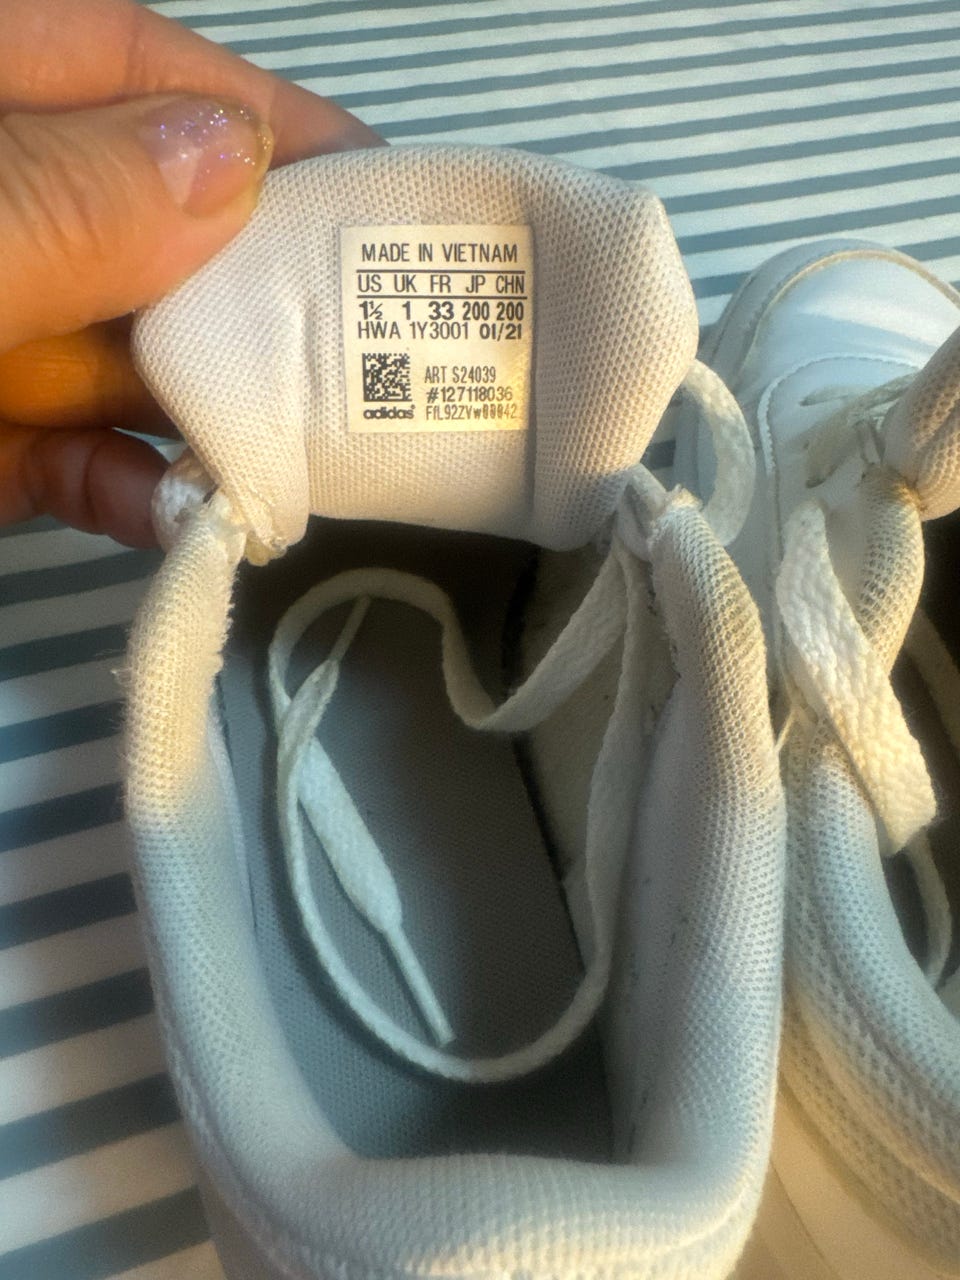 MADE IN VIETNAM
US UK FR JP CHN
1½ 1 33 200 200
HWA 1Y3001 01/21
ART S24039
#127118036
adidas